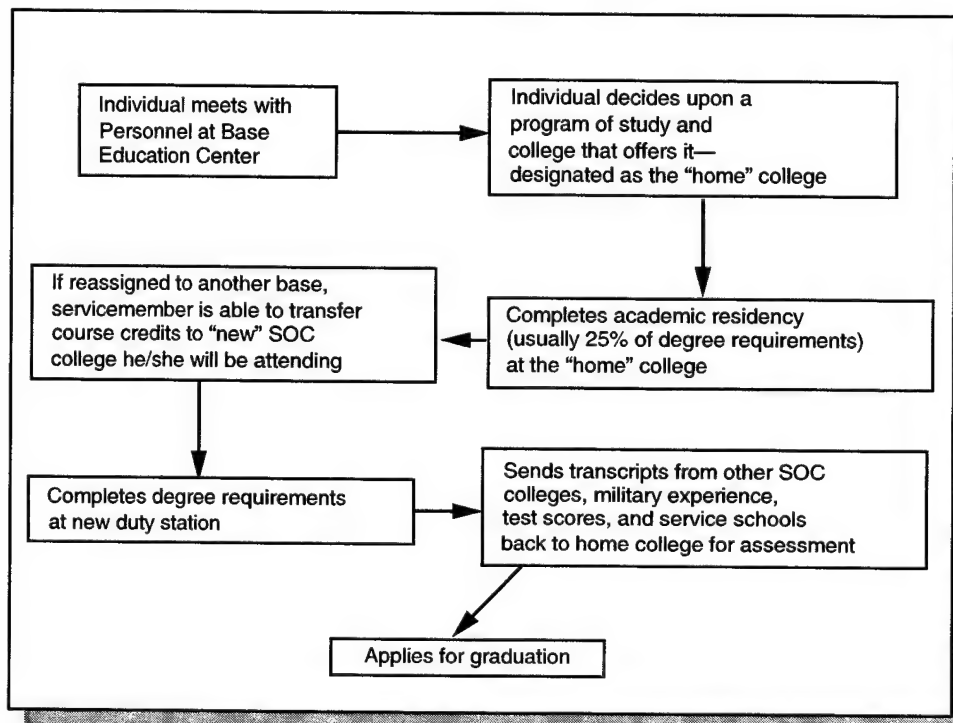 Individual meets with
Personnel at Base
Education Center
Individual decides upon a
program of study and
college that offers it—
designated as the “home” college
If reassigned to another base,
servicemember is able to transfer
course credits to “new” SOC
college he/she will be attending
Completes academic residency
(usually 25% of degree requirements)
at the “home” college
Completes degree requirements
at new duty station
Sends transcripts from other SOC
colleges, military experience,
test scores, and service schools
back to home college for assessment
Applies for graduation